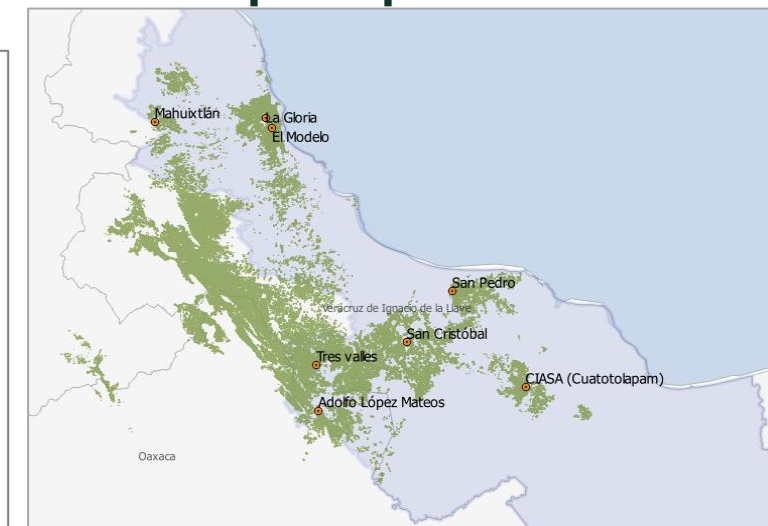 Mahuixtlán
La Gloria
El Modelo
San Pedro
Veracruz de Ignacio de la Llave
San Cristóbal
Tres valles
CIASA (Cuatotolapam)
Adolfo López Mateos
Oaxaca